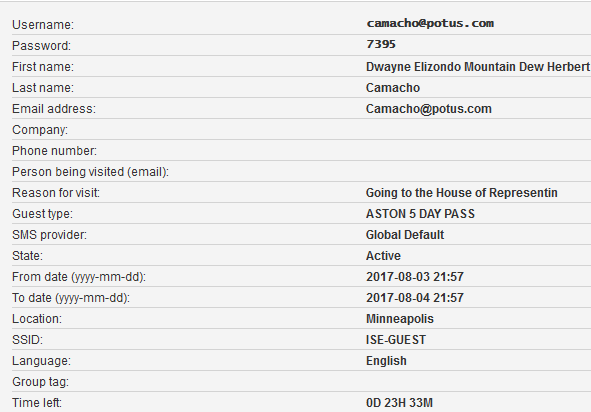 Username: camacho@potus.com
Password: 7395
First name: Dwayne Elizondo Mountain Dew Herbert
Last name: Camacho
Email address: Camacho@potus.com
Company:
Phone number:
Person being visited (email):
Reason for visit: Going to the House of Representin
Guest type: ASTON 5 DAY PASS
SMS provider: Global Default
State: Active
From date (yyyy-mm-dd): 2017-08-03 21:57
To date (yyyy-mm-dd): 2017-08-04 21:57
Location: Minneapolis
SSID: ISE-GUEST
Language: English
Group tag:
Time left: 0D 23H 33M